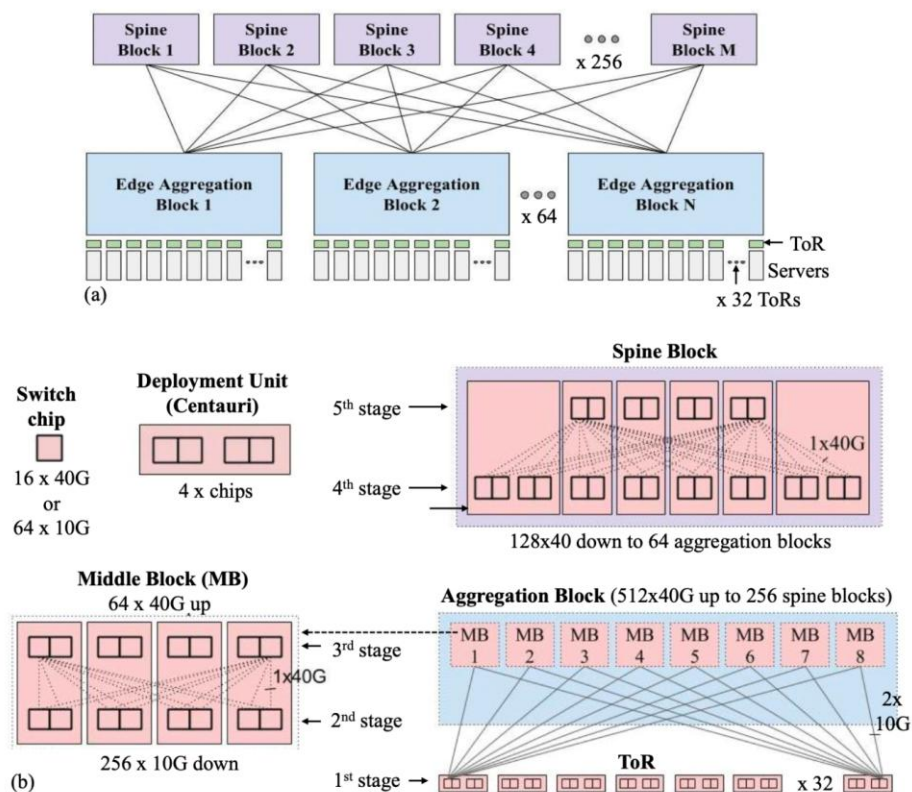 Spine
Block 1
Spine
Block 2
Spine
Block 3
Spine
Block 4
x 256
Spine
Block M
Edge Aggregation
Block 1
Edge Aggregation
Block 2
x 64
Edge Aggregation
Block N
ToR
Servers
x 32 ToRs
(a)
Switch
chip
16 x 40G
or
64 x 10G
Deployment Unit
(Centauri)
4 x chips
Spine Block
5th stage
4th stage
1x40G
128x40 down to 64 aggregation blocks
Middle Block (MB)
64 x 40G up
3rd stage
1x40G
2nd stage
256 x 10G down
(b)
Aggregation Block (512x40G up to 256 spine blocks)
MB
1
MB
2
MB
3
MB
4
MB
5
MB
6
MB
7
MB
8
2x
10G
ToR
1st stage
x 32